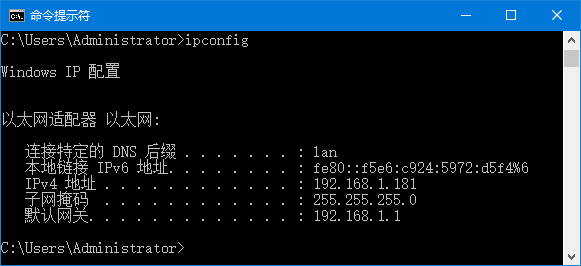 命令提示符
C:\Users\Administrator>ipconfig
Windows IP 配置
以太网适配器 以太网:
连接特定的 DNS 后缀 . . . . . . . : lan
本地链接 IPv6 地址. . . . . . . . : fe80::f5e6:c924:5972:d5f4%6
IPv4 地址 . . . . . . . . . . . . : 192.168.1.181
子网掩码  . . . . . . . . . . . . : 255.255.255.0
默认网关. . . . . . . . . . . . . : 192.168.1.1
C:\Users\Administrator>